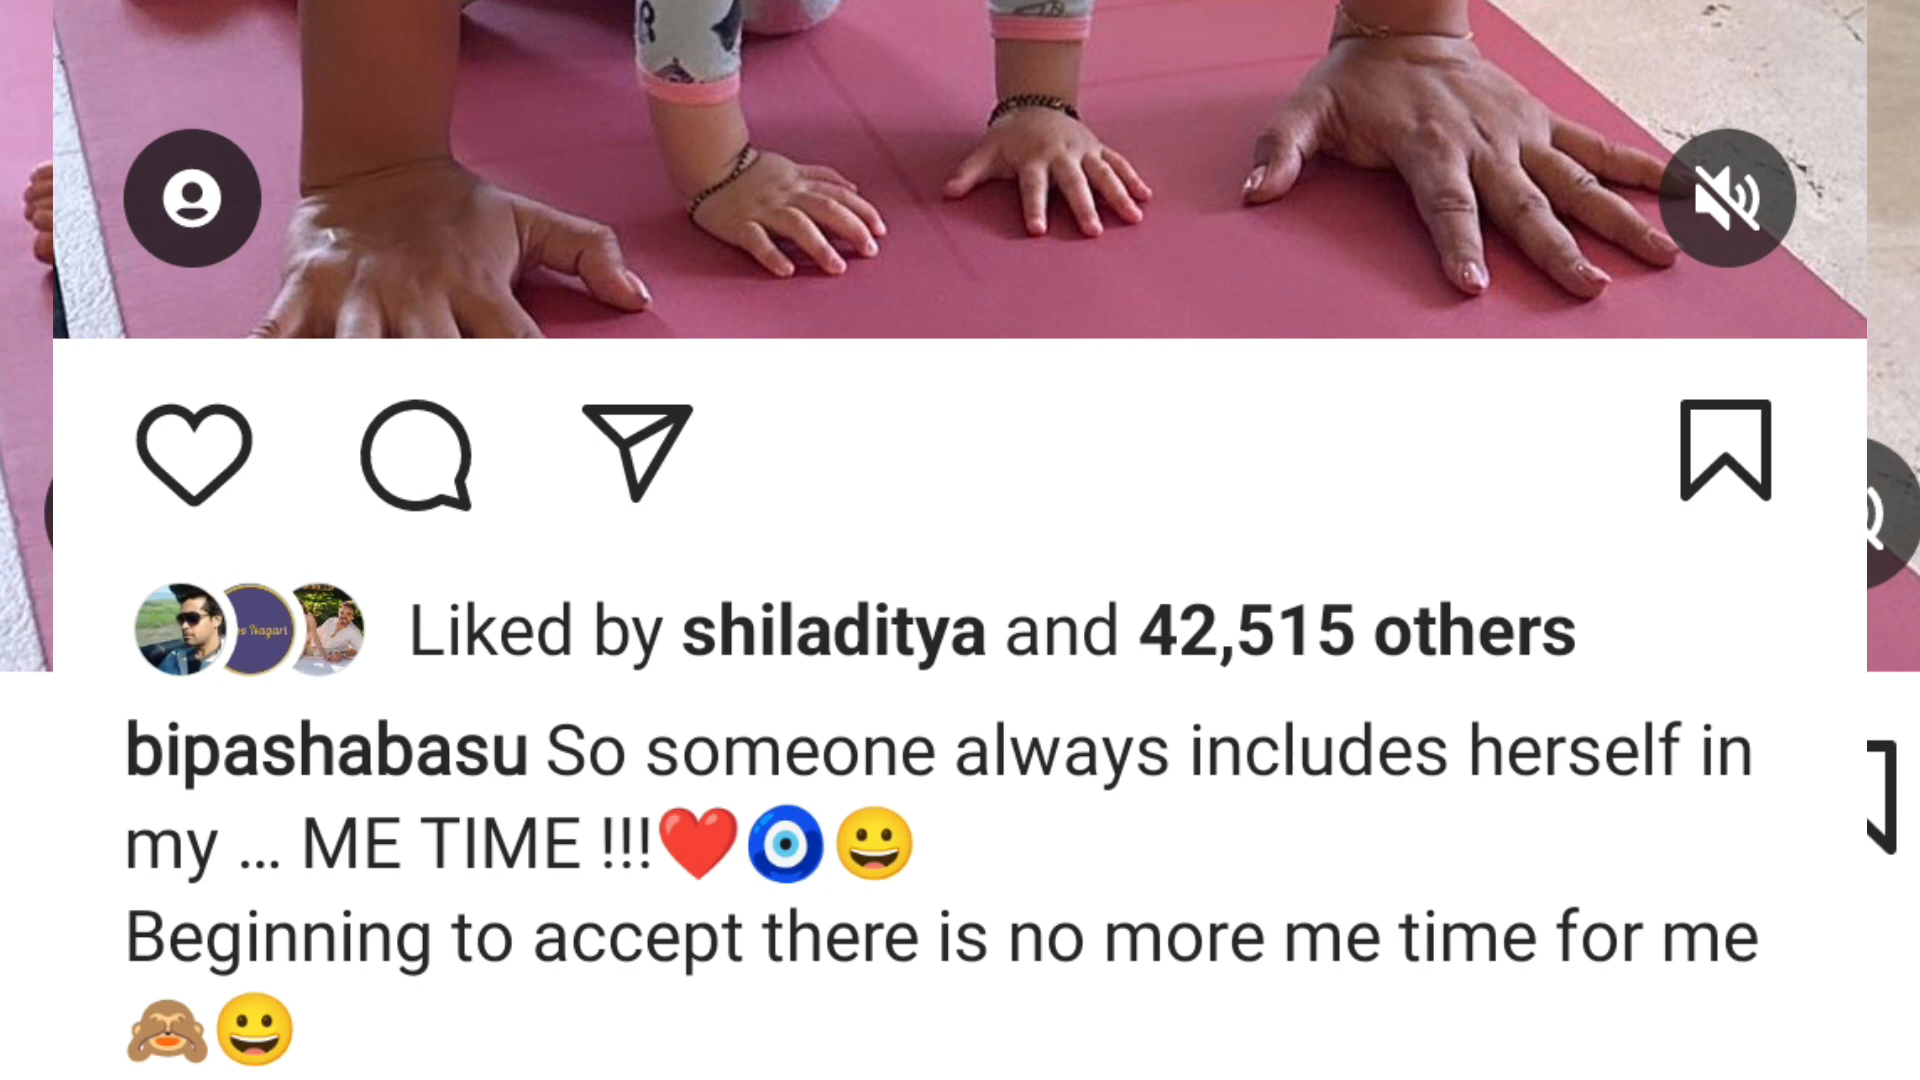 Liked by shiladitya and 42,515 others
bipashabasu So someone always includes herself in
my ... ME TIME !!!❤️🧿😀
Beginning to accept there is no more me time for me
🙈😀